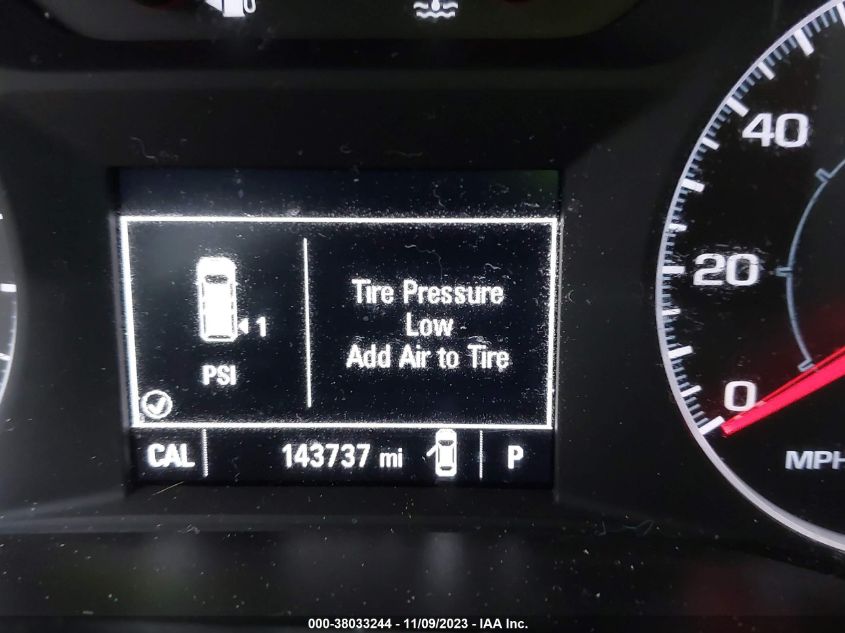 40
20
0
MPH
1
PSI
Tire Pressure
Low
Add Air to Tire
CAL
143737 mi
P
000-38033244 - 11/09/2023 - IAA Inc.